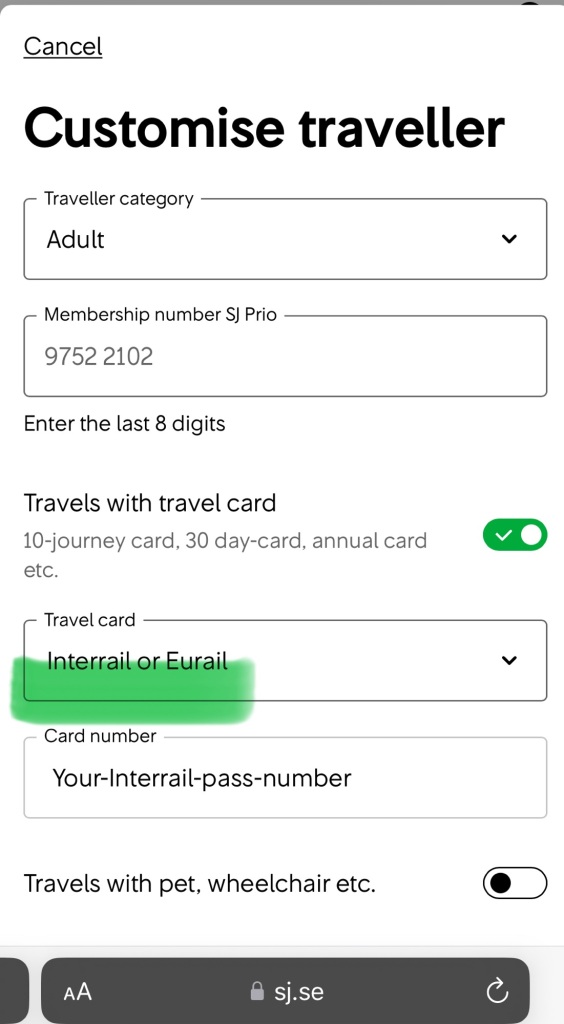 Cancel
Customise traveller
Traveller category
Adult
Membership number SJ Prio
9752 2102
Enter the last 8 digits
Travels with travel card
10-journey card, 30 day-card, annual card
etc.
Travel card
Interrail or Eurail
Card number
Your-Interrail-pass-number
Travels with pet, wheelchair etc.
AA
sj.se